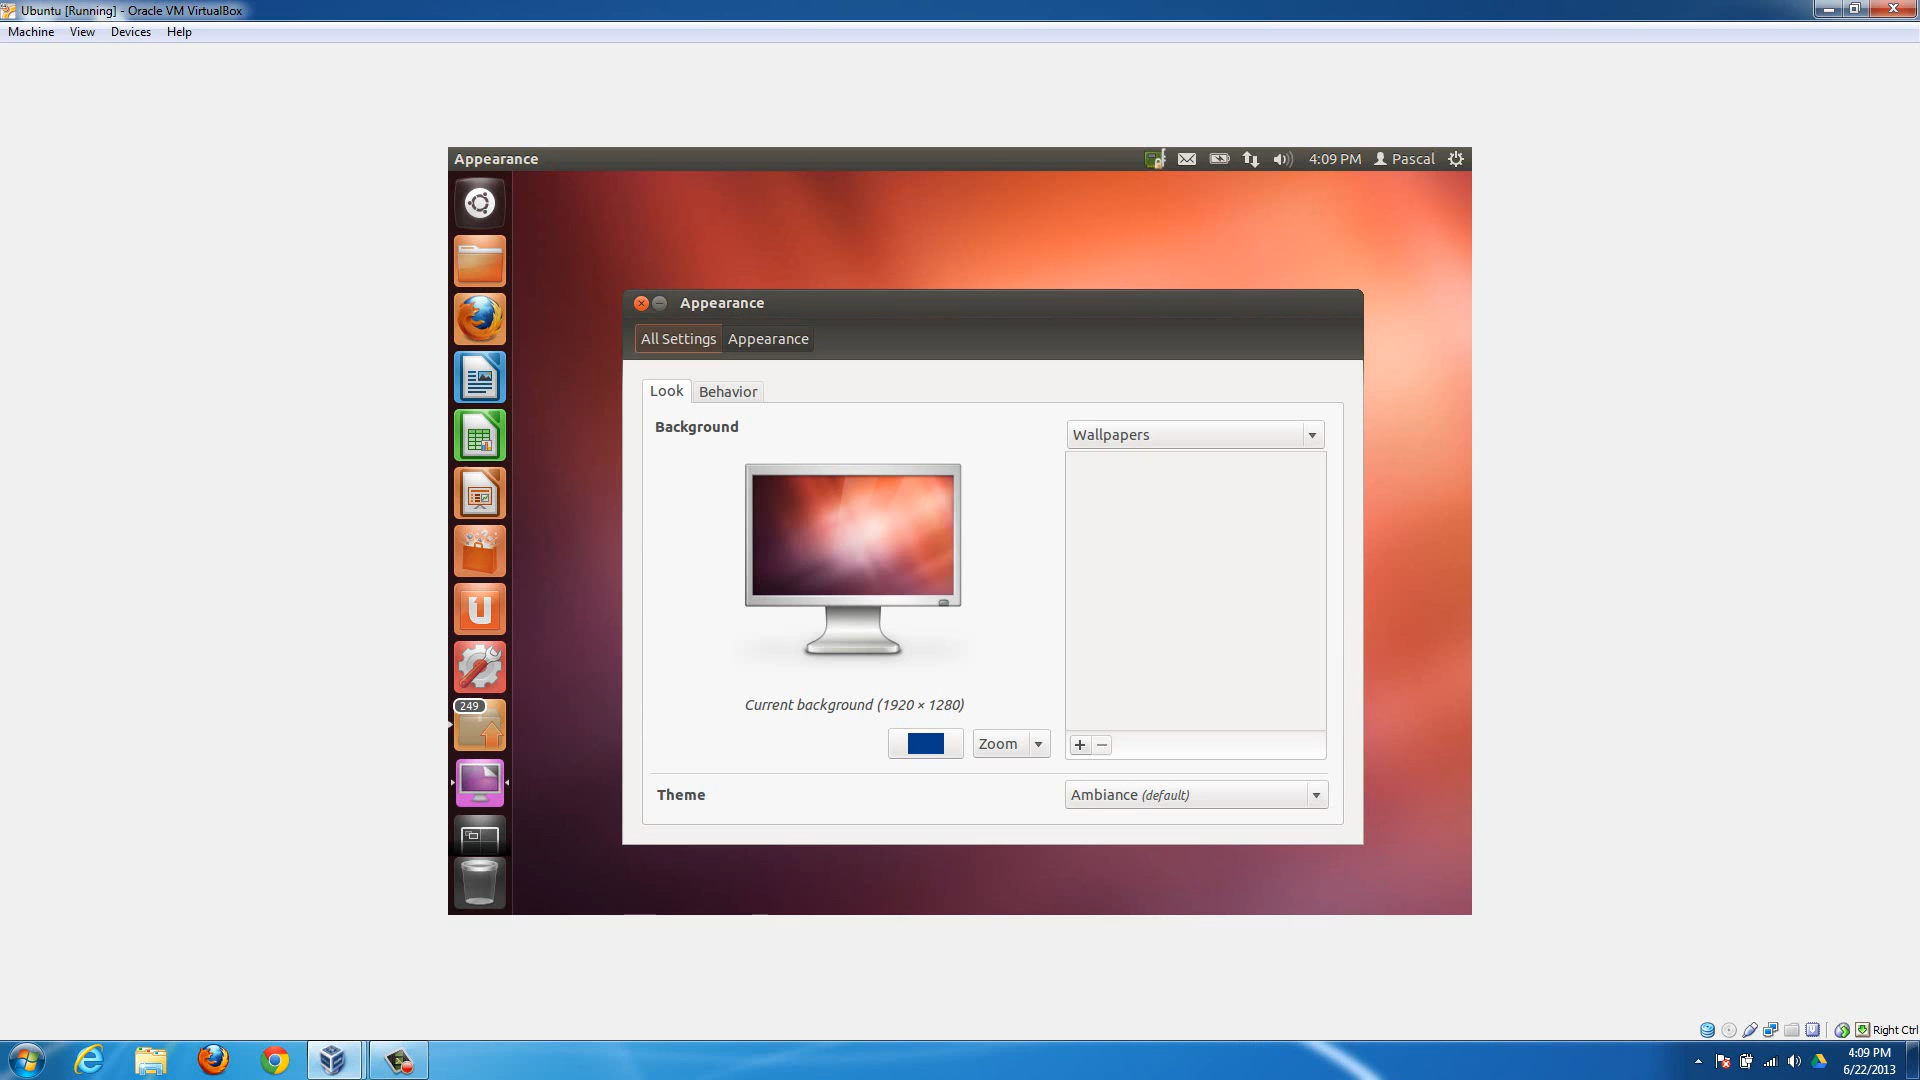 Ubuntu [Running] - Oracle VM VirtualBox
Machine View Devices Help
Appearance 4:09 PM Pascal
Appearance
All Settings Appearance
Look Behavior
Background
Wallpapers
Current background (1920 × 1280)
Zoom
+ −
Theme
Ambiance (default)
249
Right Ctrl
4:09 PM
6/22/2013